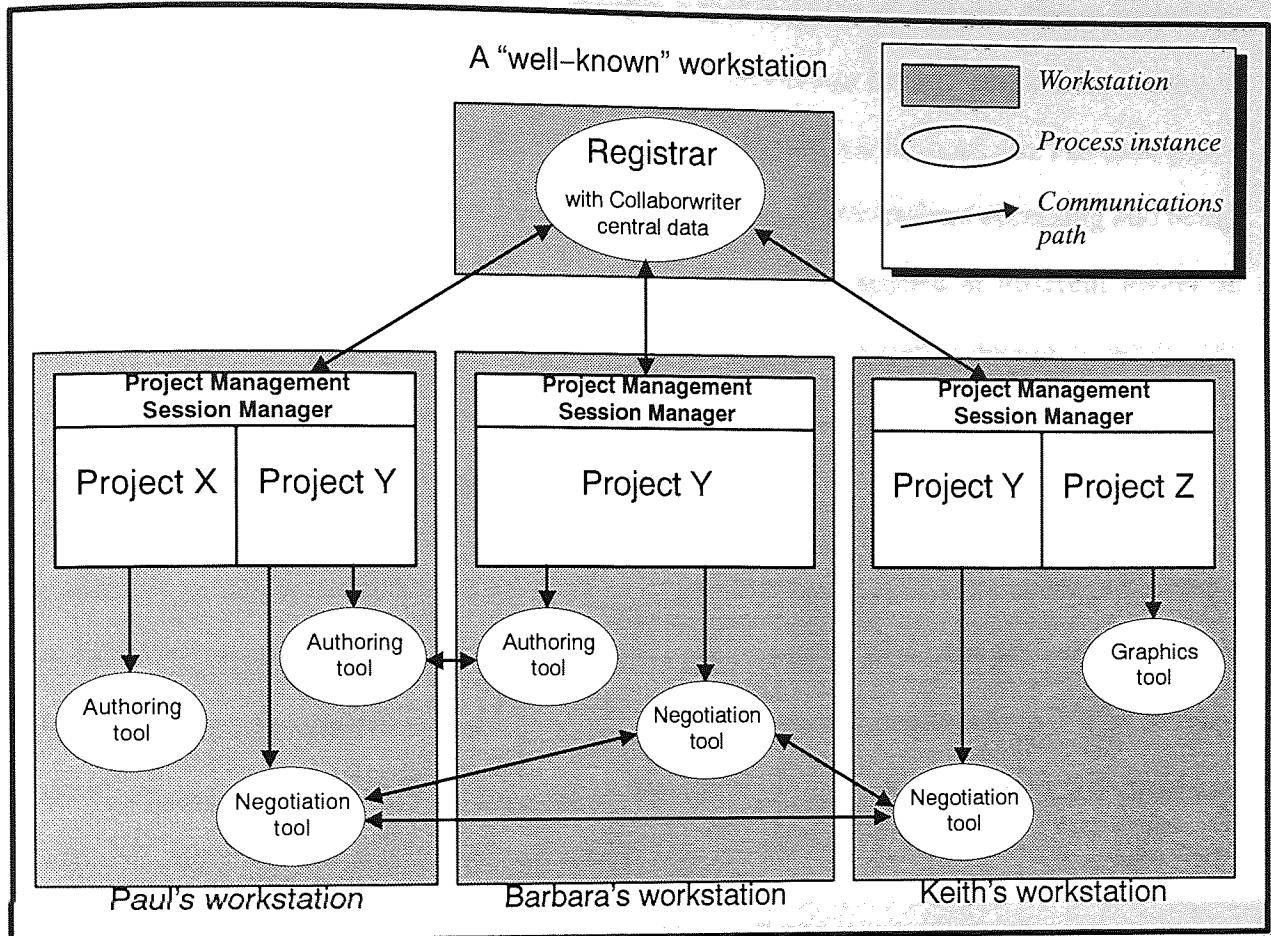 A “well–known” workstation
Registrar
with Collaborwriter
central data
Workstation
Process instance
Communications
path
Project Management
Session Manager
Project X
Project Y
Authoring
tool
Authoring
tool
Negotiation
tool
Paul's workstation
Project Management
Session Manager
Project Y
Authoring
tool
Negotiation
tool
Barbara's workstation
Project Management
Session Manager
Project Y
Project Z
Graphics
tool
Negotiation
tool
Keith's workstation